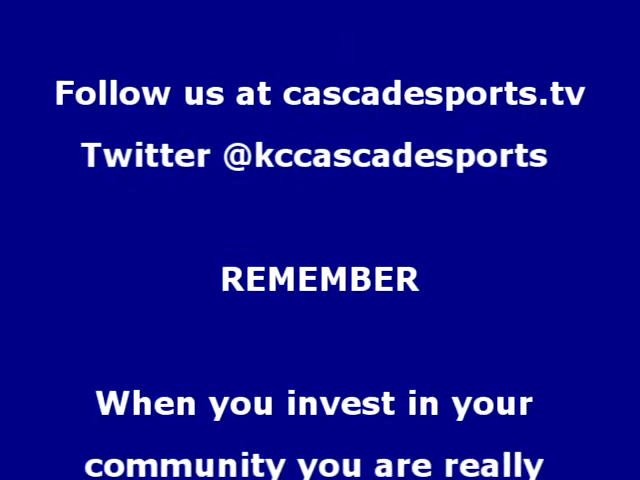 Follow us at cascadesports.tv
Twitter @kccascadesports
REMEMBER
When you invest in your
community you are really